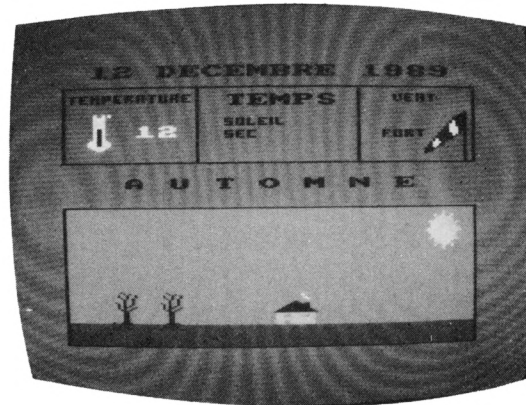 12 DECEMBRE 1989
TEMPERATURE
12
TEMPS
SOLEIL
SEC
VENT
FORT
AUTOMNE